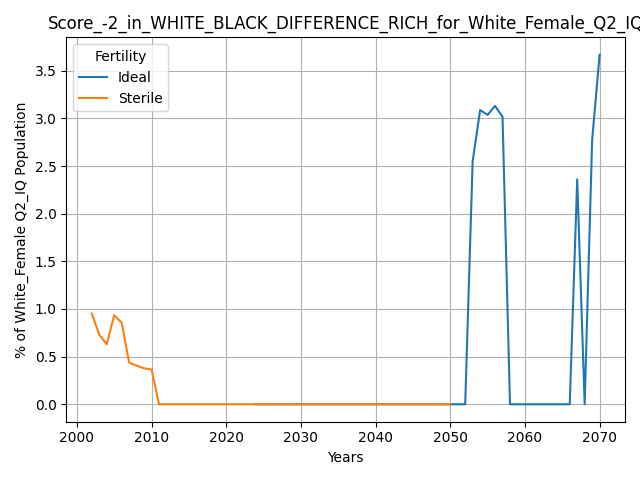 Score_-2_in_WHITE_BLACK_DIFFERENCE_RICH_for_White_Female_Q2_IQ
Fertility
Ideal
Sterile
% of White_Female Q2_IQ Population
3.5
3.0
2.5
2.0
1.5
1.0
0.5
0.0
2000 2010 2020 2030 2040 2050 2060 2070
Years